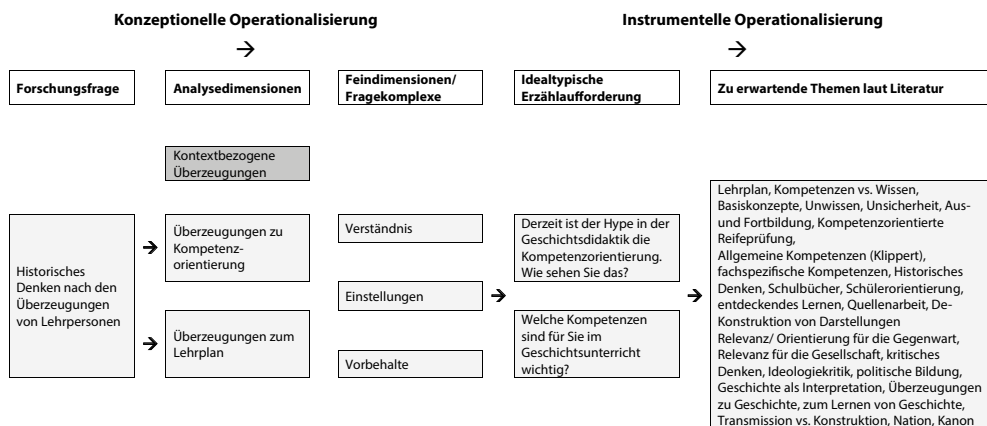 Konzeptionelle Operationalisierung
Instrumentelle Operationalisierung
→
→
Forschungsfrage
Analysedimensionen
Feindimensionen/
Fragekomplexe
Idealtypische
Erzählaufforderung
Zu erwartende Themen laut Literatur
Kontextbezogene
Überzeugungen
Historisches
Denken nach den
Überzeugungen
von Lehrpersonen
→
→
Überzeugungen zu
Kompetenz-
orientierung
Überzeugungen zum
Lehrplan
Verständnis
Einstellungen
Vorbehalte
→
Derzeit ist der Hype in der
Geschichtsdidaktik die
Kompetenzorientierung.
Wie sehen Sie das?
Welche Kompetenzen
sind für Sie im
Geschichtsunterricht
wichtig?
→
Lehrplan, Kompetenzen vs. Wissen,
Basiskonzepte, Unwissen, Unsicherheit, Aus-
und Fortbildung, Kompetenzorientierte
Reifeprüfung,
Allgemeine Kompetenzen (Klippert),
fachspezifische Kompetenzen, Historisches
Denken, Schulbücher, Schülerorientierung,
entdeckendes Lernen, Quellenarbeit, De-
Konstruktion von Darstellungen
Relevanz/ Orientierung für die Gegenwart,
Relevanz für die Gesellschaft, kritisches
Denken, Ideologiekritik, politische Bildung,
Geschichte als Interpretation, Überzeugungen
zu Geschichte, zum Lernen von Geschichte,
Transmission vs. Konstruktion, Nation, Kanon